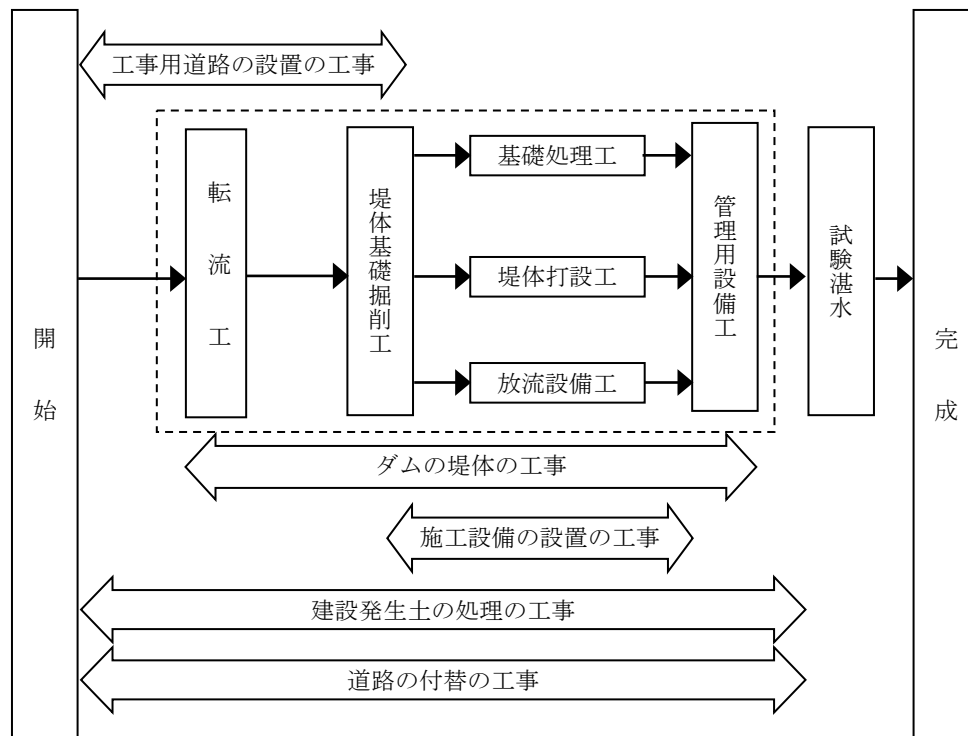 工事用道路の設置の工事
開始
転流工
堤体基礎掘削工
基礎処理工
堤体打設工
放流設備工
管理用設備工
試験湛水
完成
ダムの堤体の工事
施工設備の設置の工事
建設発生土の処理の工事
道路の付替の工事